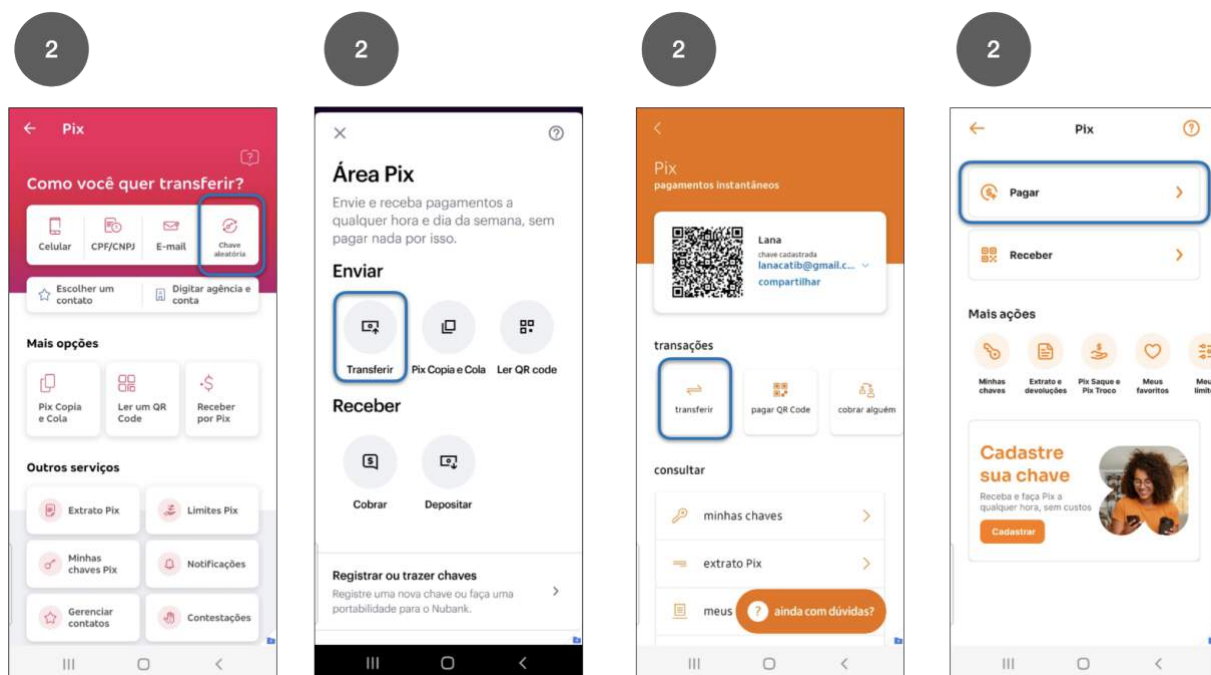 2
2
2
2
Pix
Como você quer transferir?
Celular
CPF/CNPJ
E-mail
Chave
aleatória
Escolher um
contato
Digitar agência e
conta
Mais opções
Pix Copia
e Cola
Ler um QR
Code
Receber
por Pix
Outros serviços
Extrato Pix
Limites Pix
Minhas
chaves Pix
Notificações
Gerenciar
contatos
Contestações
Área Pix
Envie e receba pagamentos a
qualquer hora e dia da semana, sem
pagar nada por isso.
Enviar
Transferir
Pix Copia e Cola
Ler QR code
Receber
Cobrar
Depositar
Registrar ou trazer chaves
Registre uma nova chave ou faça uma
portabilidade para o Nubank.
Pix
pagamentos instantâneos
Lana
chave cadastrada
lanacatib@gmail.c...
compartilhar
transações
transferir
pagar QR Code
cobrar alguém
consultar
minhas chaves
extrato Pix
meus
? ainda com dúvidas?
Pix
Pagar
Receber
Mais ações
Minhas
chaves
Extrato e
devoluções
Pix Saque e
Pix Troco
Meus
favoritos
Meu
limite
Cadastre
sua chave
Receba e faça Pix a
qualquer hora, sem custos
Cadastrar